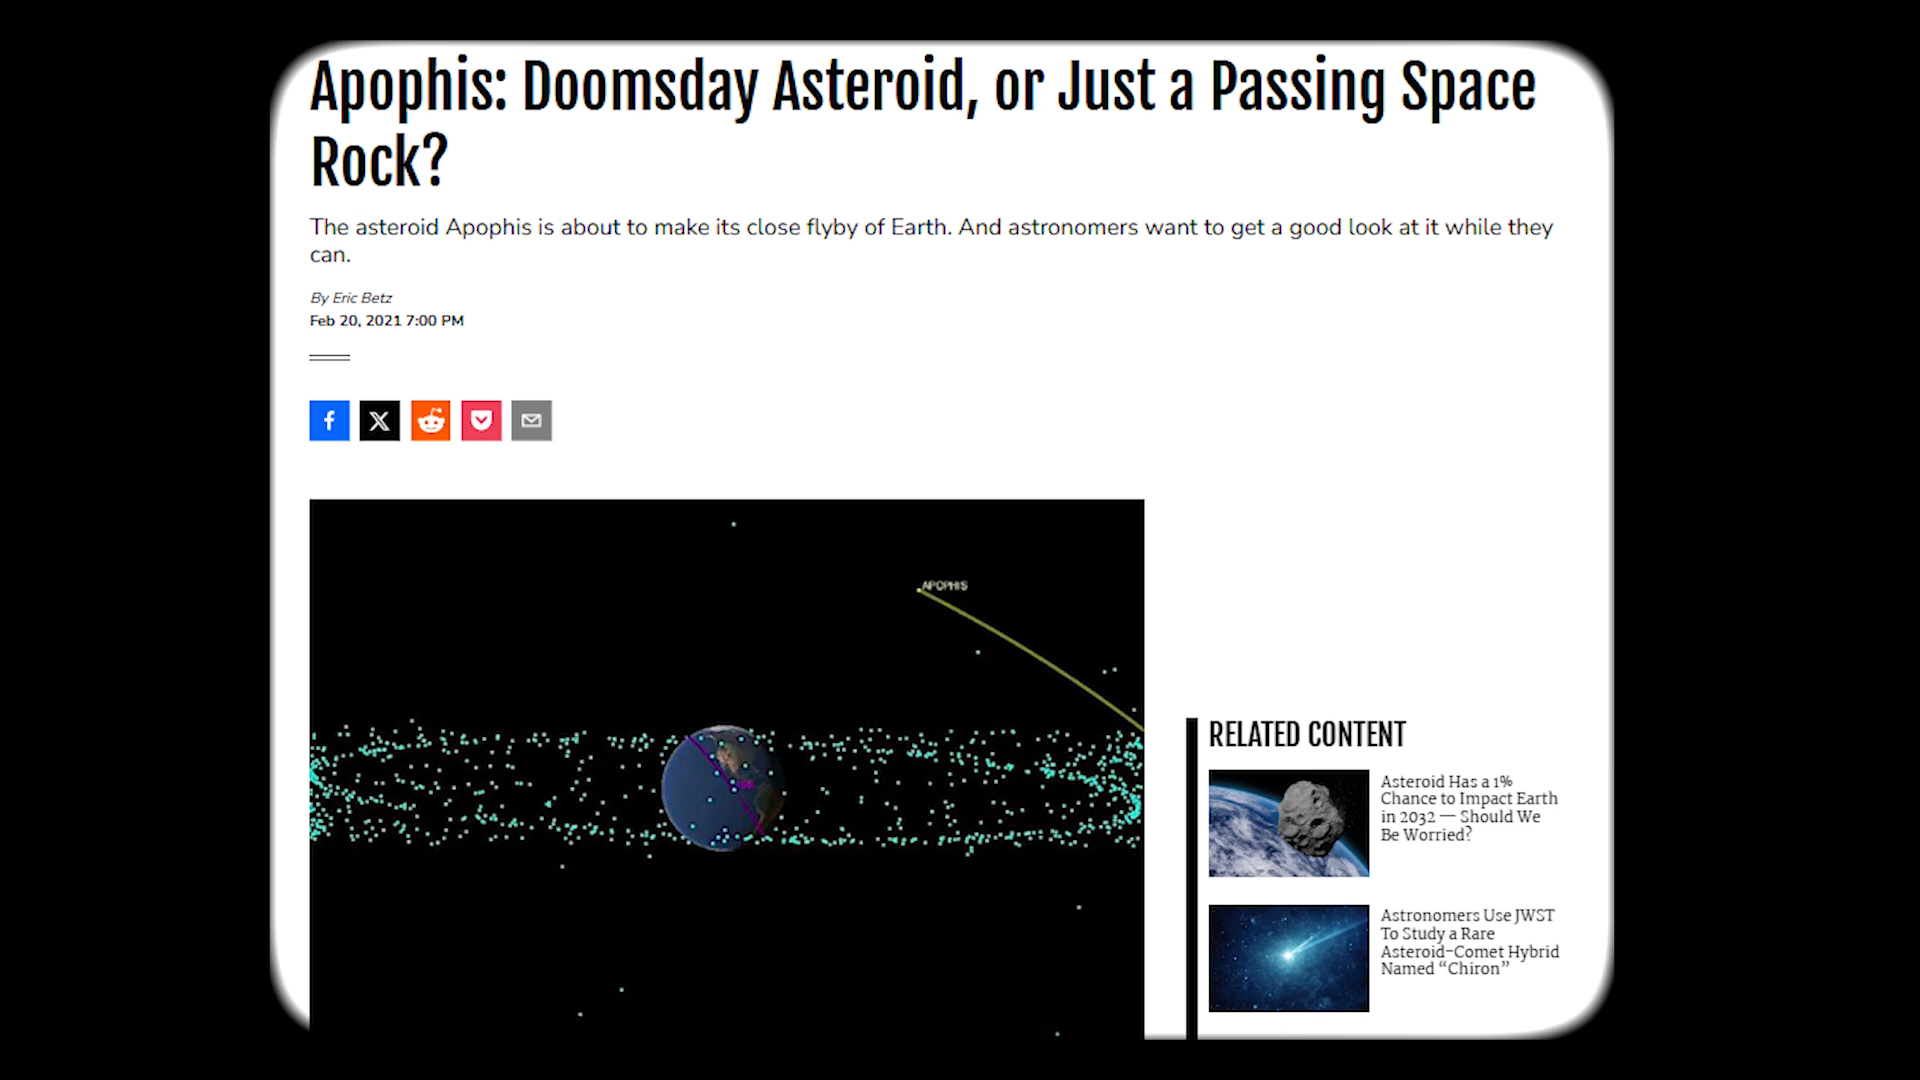 Apophis: Doomsday Asteroid, or Just a Passing Space
Rock?
The asteroid Apophis is about to make its close flyby of Earth. And astronomers want to get a good look at it while they
can.
By Eric Betz
Feb 20, 2021 7:00 PM
APOPHIS
RELATED CONTENT
Asteroid Has a 1%
Chance to Impact Earth
in 2032 — Should We
Be Worried?
Astronomers Use JWST
To Study a Rare
Asteroid-Comet Hybrid
Named “Chiron”